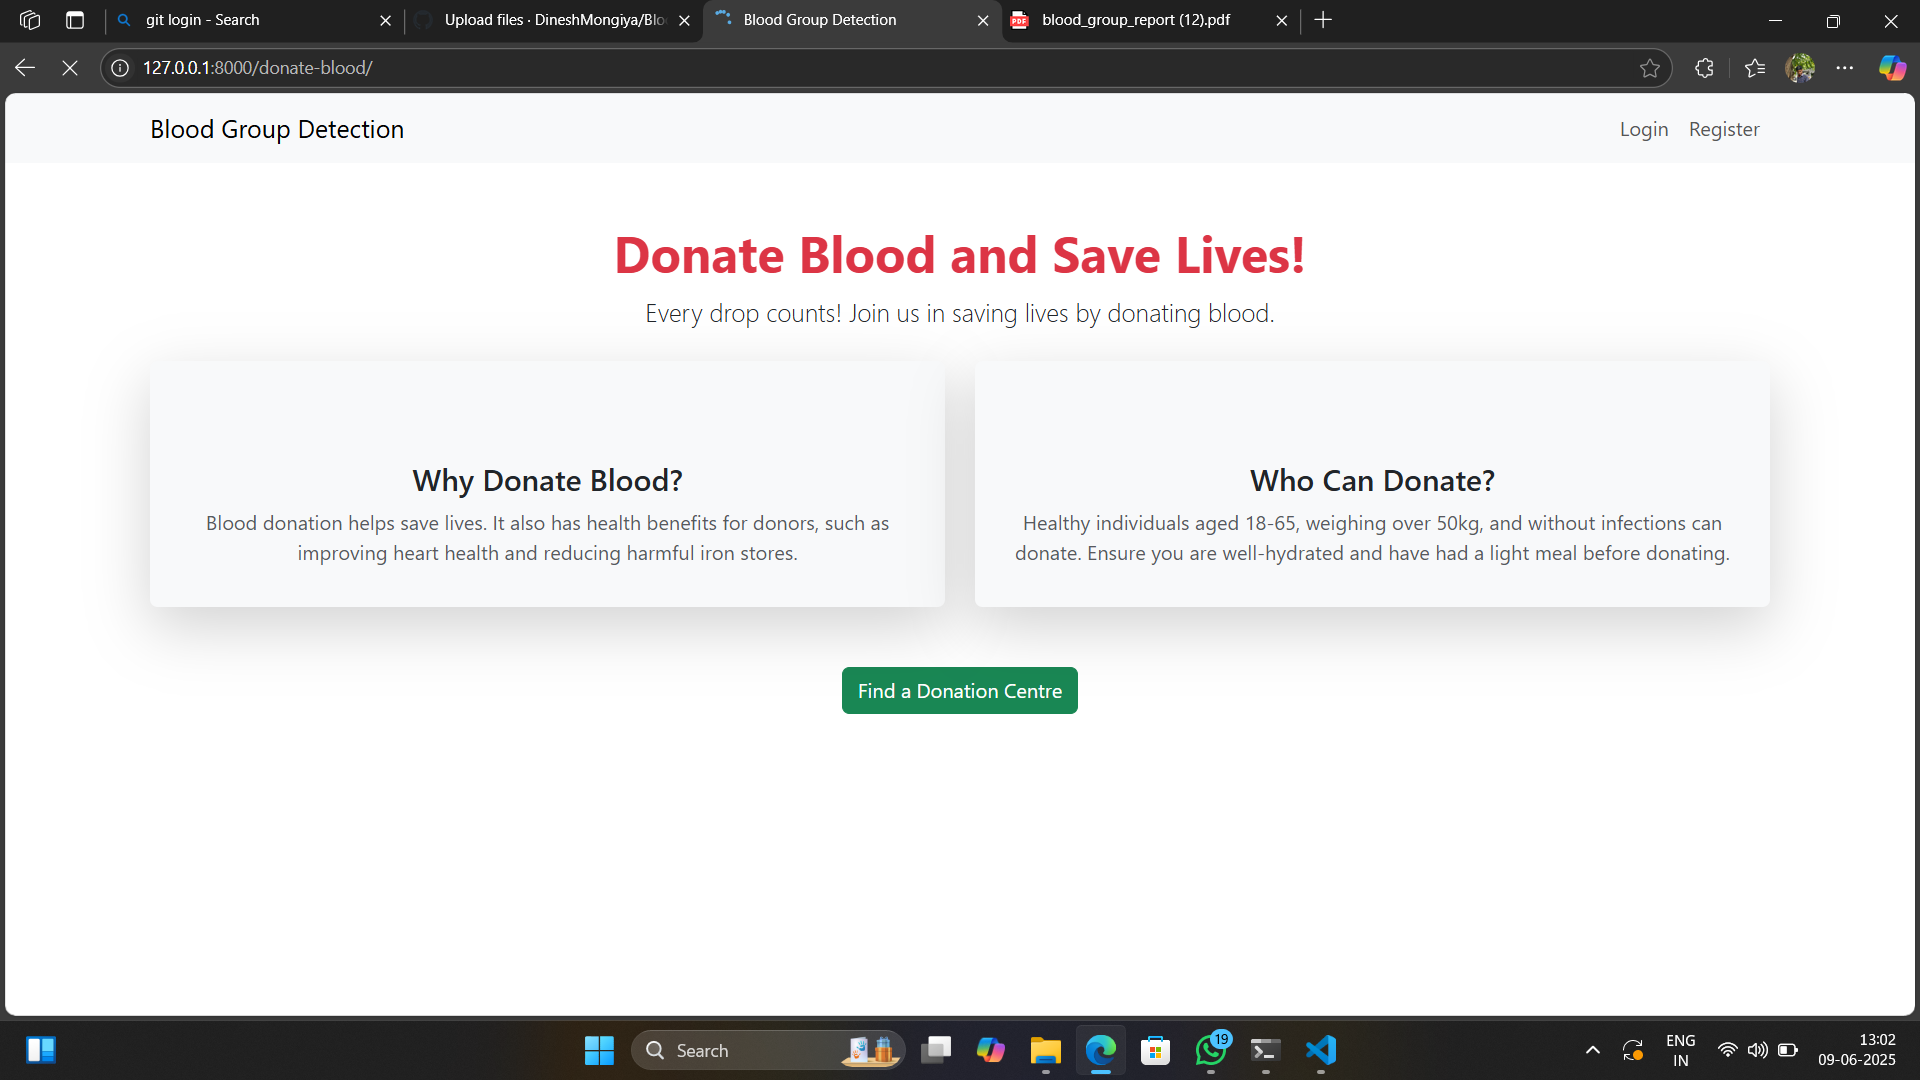 git login - Search
Upload files · DineshMongiya/Blo
Blood Group Detection
blood_group_report (12).pdf
127.0.0.1:8000/donate-blood/
Blood Group Detection
Login
Register
Donate Blood and Save Lives!
Every drop counts! Join us in saving lives by donating blood.
Why Donate Blood?
Blood donation helps save lives. It also has health benefits for donors, such as
improving heart health and reducing harmful iron stores.
Who Can Donate?
Healthy individuals aged 18-65, weighing over 50kg, and without infections can
donate. Ensure you are well-hydrated and have had a light meal before donating.
Find a Donation Centre
Search
19
ENG
IN
13:02
09-06-2025